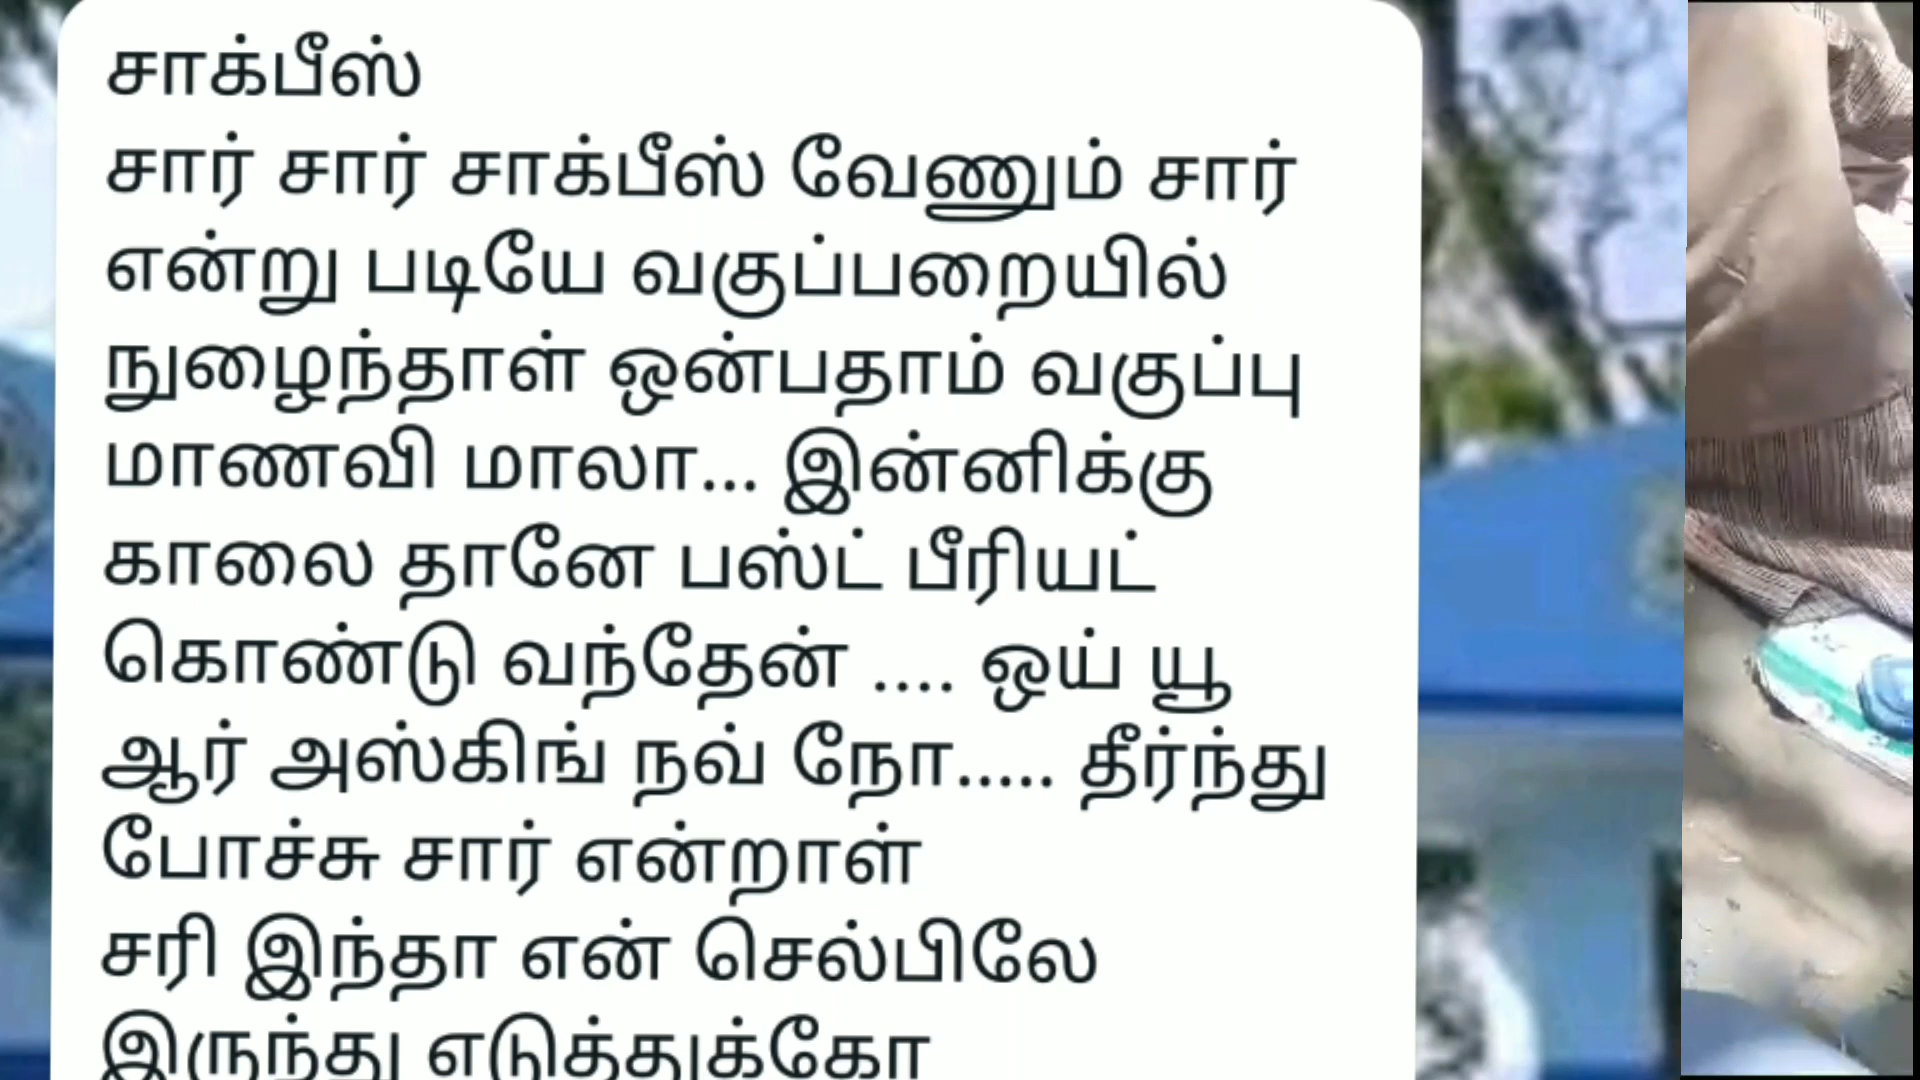 சாக்பீஸ்
சார் சார் சாக்பீஸ் வேணும் சார்
என்று படியே வகுப்பறையில்
நுழைந்தாள் ஒன்பதாம் வகுப்பு
மாணவி மாலா... இன்னிக்கு
காலை தானே பஸ்ட் பீரியட்
கொண்டு வந்தேன் .... ஒய் யூ
ஆர் அஸ்கிங் நவ் நோ..... தீர்ந்து
போச்சு சார் என்றாள்
சரி இந்தா என் செல்பிலே
இருந்து எடுத்துக்கோ